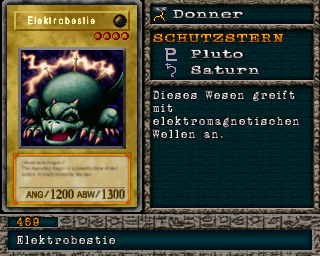 Elektrobestie
ANG/1200 ABW/1300
Donner
SCHUTZSTERN
Pluto
Saturn
Dieses Wesen greift
mit
elektromagnetischen
Wellen an.
459
Elektrobestie